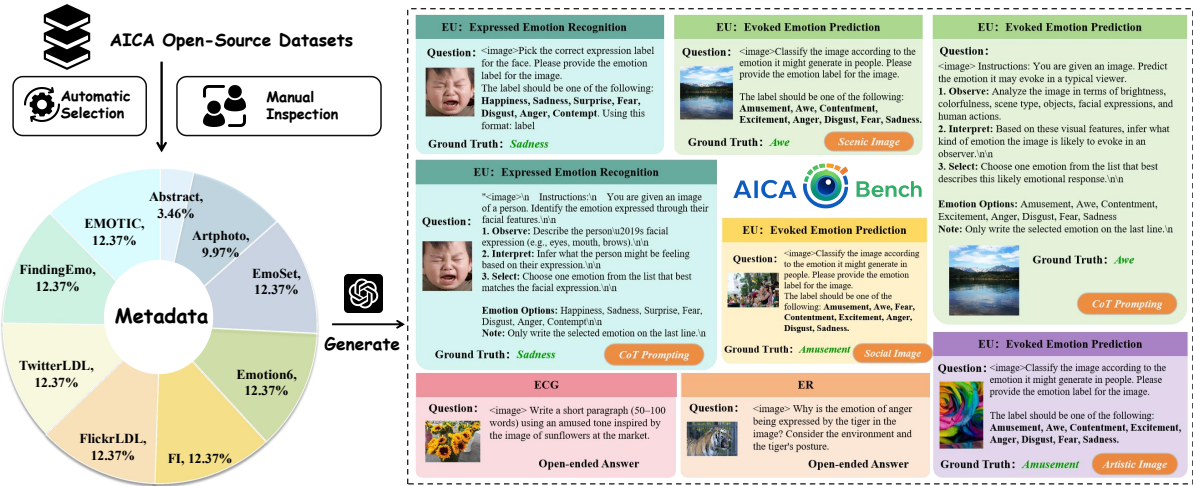 AICA Open-Source Datasets
Automatic
Selection
Manual
Inspection
Abstract,
3.46%
Artphoto,
9.97%
EmoSet,
12.37%
Emotion6,
12.37%
FI, 12.37%
FlickrLDL,
12.37%
TwitterLDL,
12.37%
FindingEmo,
12.37%
EMOTIC,
12.37%
Metadata
Generate
EU: Expressed Emotion Recognition
Question:
<image>Pick the correct expression label
for the face. Please provide the emotion
label for the image.
The label should be one of the following:
Happiness, Sadness, Surprise, Fear,
Disgust, Anger, Contempt. Using this
format: label
Ground Truth: Sadness
EU: Evoked Emotion Prediction
Question:
<image>Classify the image according to the
emotion it might generate in people. Please
provide the emotion label for the image.
The label should be one of the following:
Amusement, Awe, Contentment,
Excitement, Anger, Disgust, Fear, Sadness.
Ground Truth: Awe
Scenic Image
EU: Evoked Emotion Prediction
Question:
<image> Instructions: You are given an image. Predict
the emotion it may evoke in a typical viewer.
1. Observe: Analyze the image in terms of brightness,
colorfulness, scene type, objects, facial expressions, and
human actions.
2. Interpret: Based on these visual features, infer what
kind of emotion the image is likely to evoke in an
observer.\n\n
3. Select: Choose one emotion from the list that best
describes this likely emotional response.\n\n
Emotion Options: Amusement, Awe, Contentment,
Excitement, Anger, Disgust, Fear, Sadness
Note: Only write the selected emotion on the last line.\n
Ground Truth: Awe
CoT Prompting
EU: Expressed Emotion Recognition
Question:
"<image>\n Instructions:\n You are given an image
of a person. Identify the emotion expressed through their
facial features.\n\n
1. Observe: Describe the person\u2019s facial
expression (e.g., eyes, mouth, brows).\n\n
2. Interpret: Infer what the person might be feeling
based on their expression.\n\n
3. Select: Choose one emotion from the list that best
matches the facial expression.\n\n
Emotion Options: Happiness, Sadness, Surprise, Fear,
Disgust, Anger, Contempt\n\n
Note: Only write the selected emotion on the last line.\n
Ground Truth: Sadness
CoT Prompting
AICA Bench
EU: Evoked Emotion Prediction
Question:
<image>Classify the image according
to the emotion it might generate in
people. Please provide the emotion
label for the image.
The label should be one of the
following: Amusement, Awe, Fear,
Contentment, Excitement, Anger,
Disgust, Sadness.
Ground Truth: Amusement
Social Image
EU: Evoked Emotion Prediction
Question:
<image>Classify the image according to the
emotion it might generate in people. Please
provide the emotion label for the image.
The label should be one of the following:
Amusement, Awe, Contentment, Excitement,
Anger, Disgust, Fear, Sadness.
Ground Truth: Amusement
Artistic Image
ECG
Question:
<image> Write a short paragraph (50–100
words) using an amused tone inspired by
the image of sunflowers at the market.
Open-ended Answer
ER
Question:
<image> Why is the emotion of anger
being expressed by the tiger in the
image? Consider the environment and
the tiger's posture.
Open-ended Answer